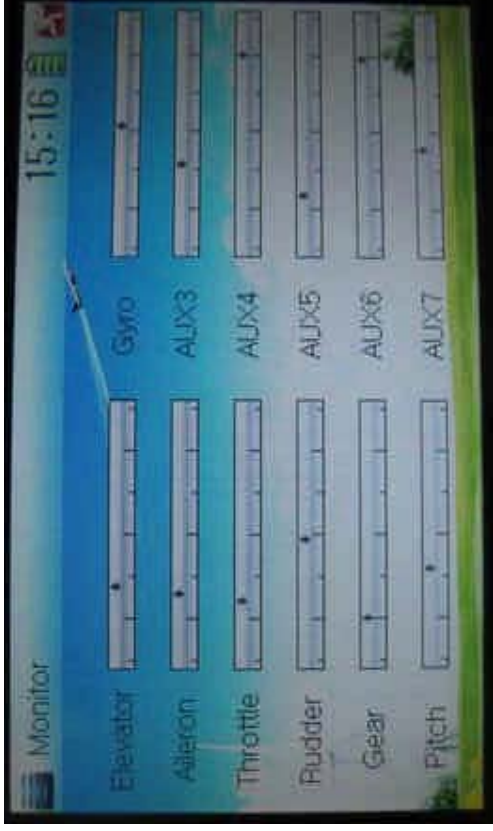 Monitor 15:16
Elevator Gyro
Aileron AUX3
Throttle AUX4
Rudder AUX5
Gear AUX6
Pitch AUX7